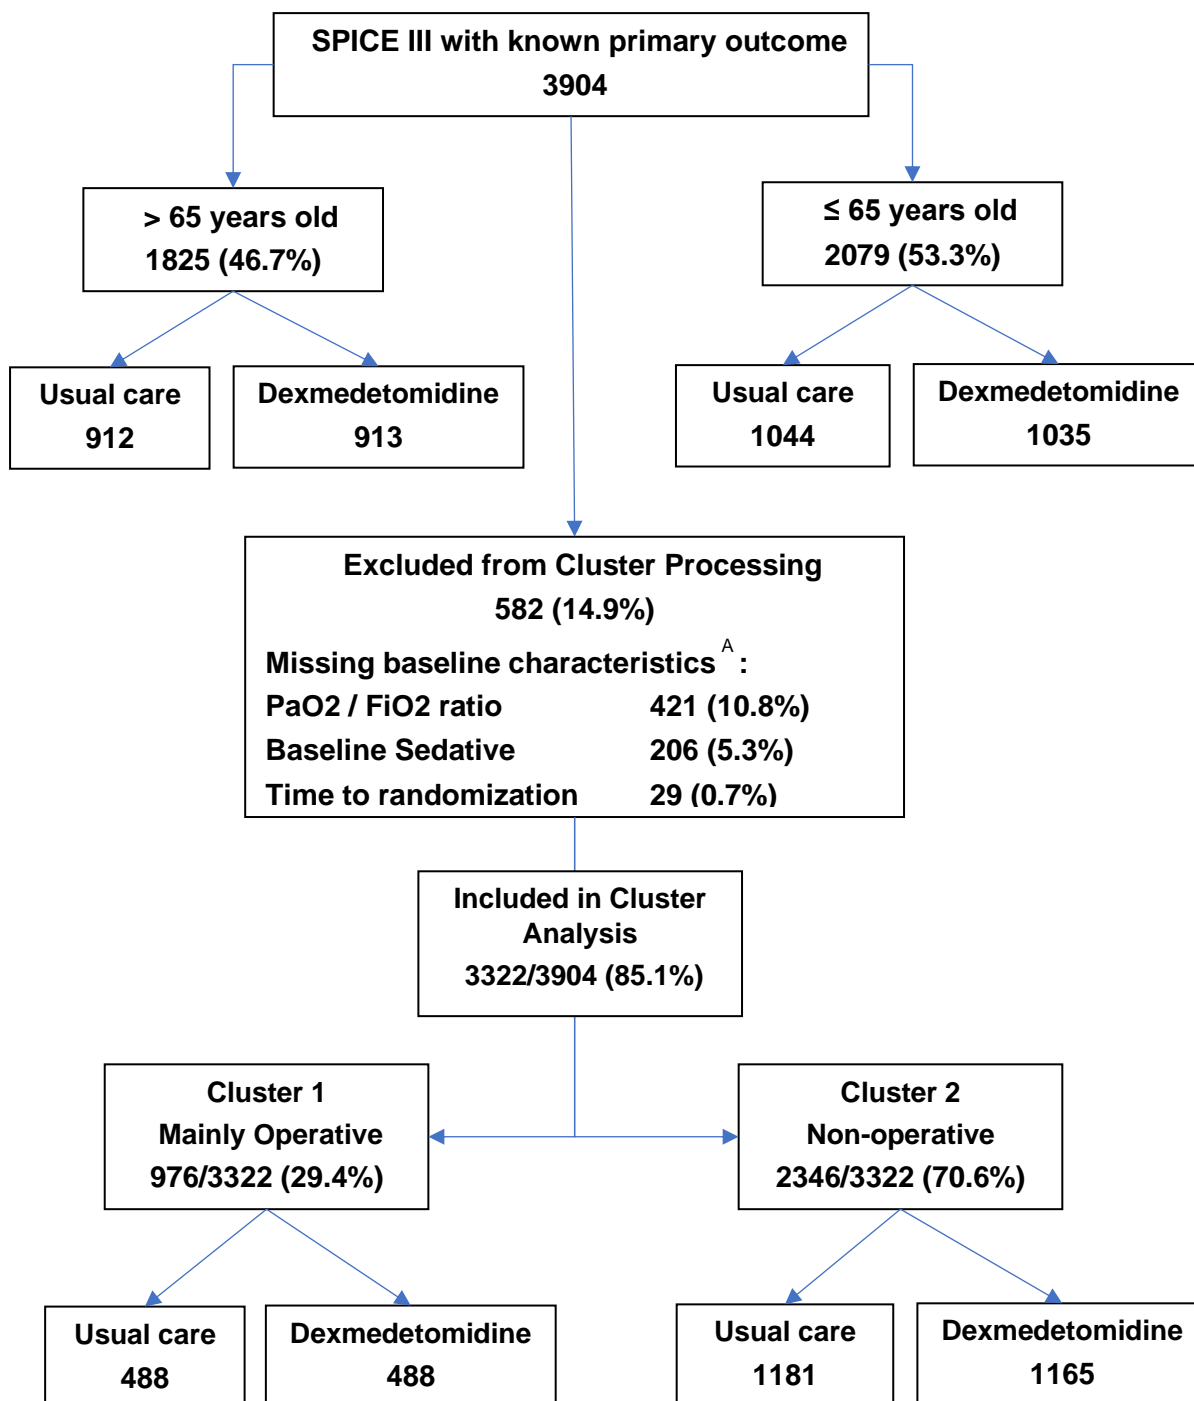 SPICE III with known primary outcome
3904
> 65 years old
1825 (46.7%)
≤ 65 years old
2079 (53.3%)
Usual care
912
Dexmedetomidine
913
Usual care
1044
Dexmedetomidine
1035
Excluded from Cluster Processing
582 (14.9%)
Missing baseline characteristics A :
PaO2 / FiO2 ratio 421 (10.8%)
Baseline Sedative 206 (5.3%)
Time to randomization 29 (0.7%)
Included in Cluster
Analysis
3322/3904 (85.1%)
Cluster 1
Mainly Operative
976/3322 (29.4%)
Cluster 2
Non-operative
2346/3322 (70.6%)
Usual care
488
Dexmedetomidine
488
Usual care
1181
Dexmedetomidine
1165